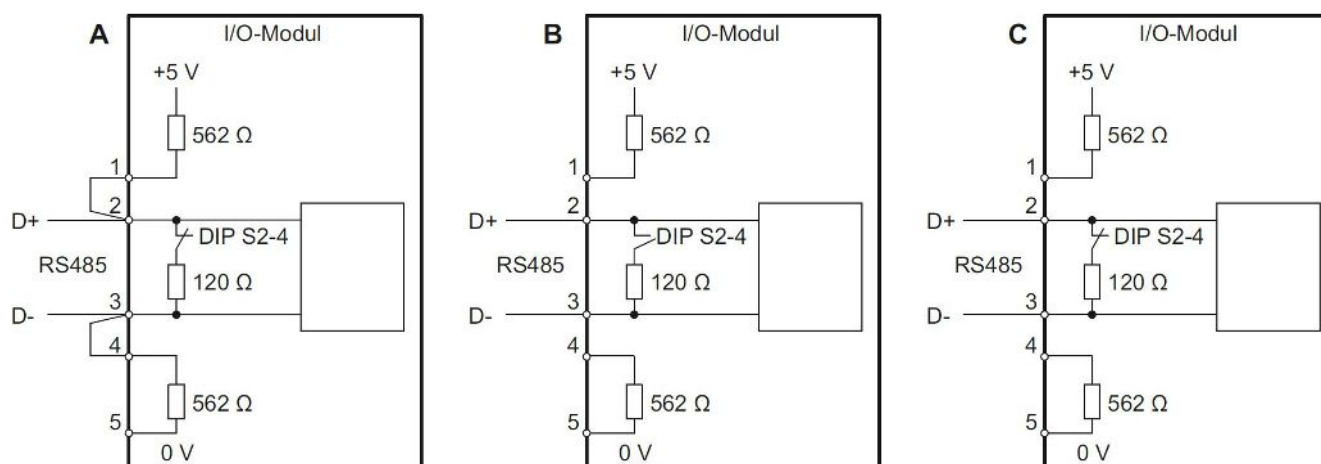 A
I/O-Modul
+5 V
562 Ω
1
2
D+
DIP S2-4
RS485
120 Ω
3
D-
4
562 Ω
5
0 V
B
I/O-Modul
+5 V
562 Ω
1
2
D+
DIP S2-4
RS485
120 Ω
3
D-
4
562 Ω
5
0 V
C
I/O-Modul
+5 V
562 Ω
1
2
D+
DIP S2-4
RS485
120 Ω
3
D-
4
562 Ω
5
0 V